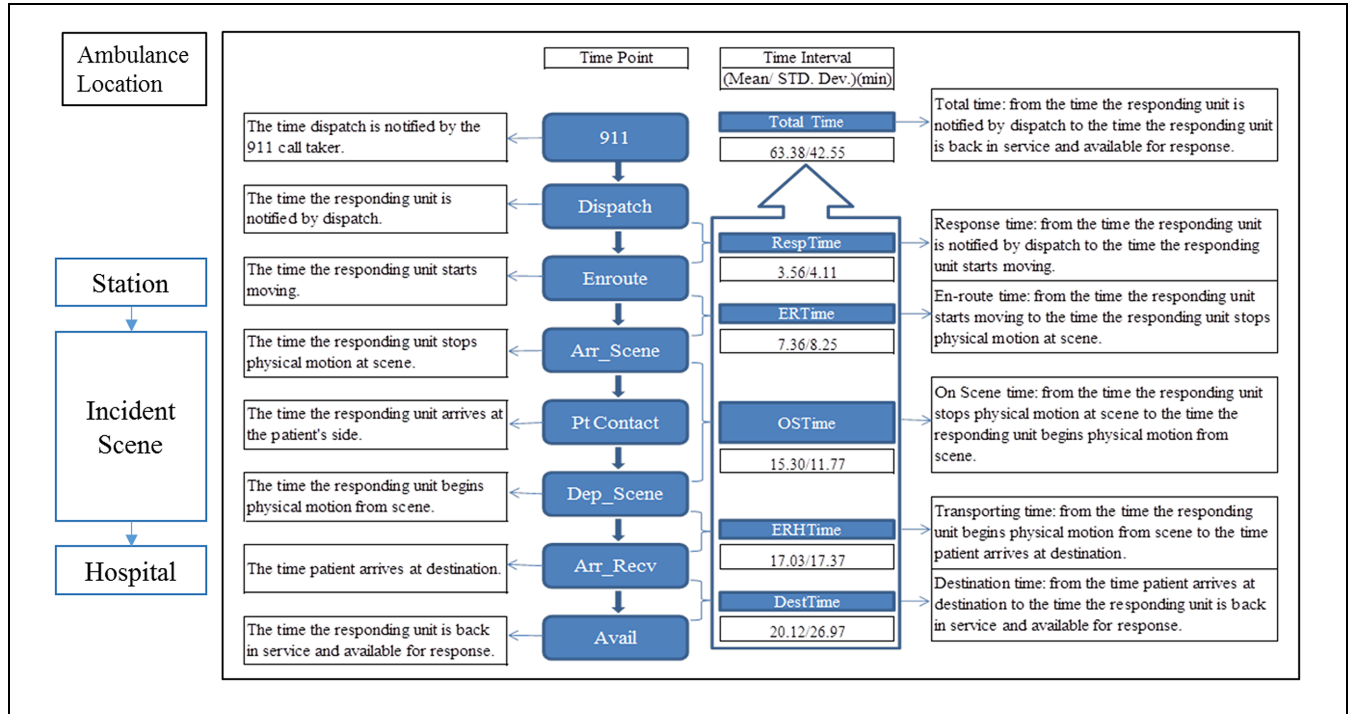 Ambulance
Location
Time Point
Time Interval
(Mean/ STD. Dev.)(min)
The time dispatch is notified by the
911 call taker.
911
Total Time
63.38/42.55
Total time: from the time the responding unit is
notified by dispatch to the time the responding unit
is back in service and available for response.
The time the responding unit is
notified by dispatch.
Dispatch
RespTime
3.56/4.11
Response time: from the time the responding unit
is notified by dispatch to the time the responding
unit starts moving.
Station
The time the responding unit starts
moving.
Enroute
ERTime
7.36/8.25
En-route time: from the time the responding unit
starts moving to the time the responding unit stops
physical motion at scene.
Incident
Scene
The time the responding unit stops
physical motion at scene.
Arr_Scene
The time the responding unit arrives at
the patient's side.
Pt Contact
OSTime
15.30/11.77
On Scene time: from the time the responding unit
stops physical motion at scene to the time the
responding unit begins physical motion from
scene.
The time the responding unit begins
physical motion from scene.
Dep_Scene
ERHTime
17.03/17.37
Transporting time: from the time the responding
unit begins physical motion from scene to the time
patient arrives at destination.
Hospital
The time patient arrives at destination.
Arr_Recv
DestTime
20.12/26.97
Destination time: from the time patient arrives at
destination to the time the responding unit is back
in service and available for response.
The time the responding unit is back
in service and available for response.
Avail